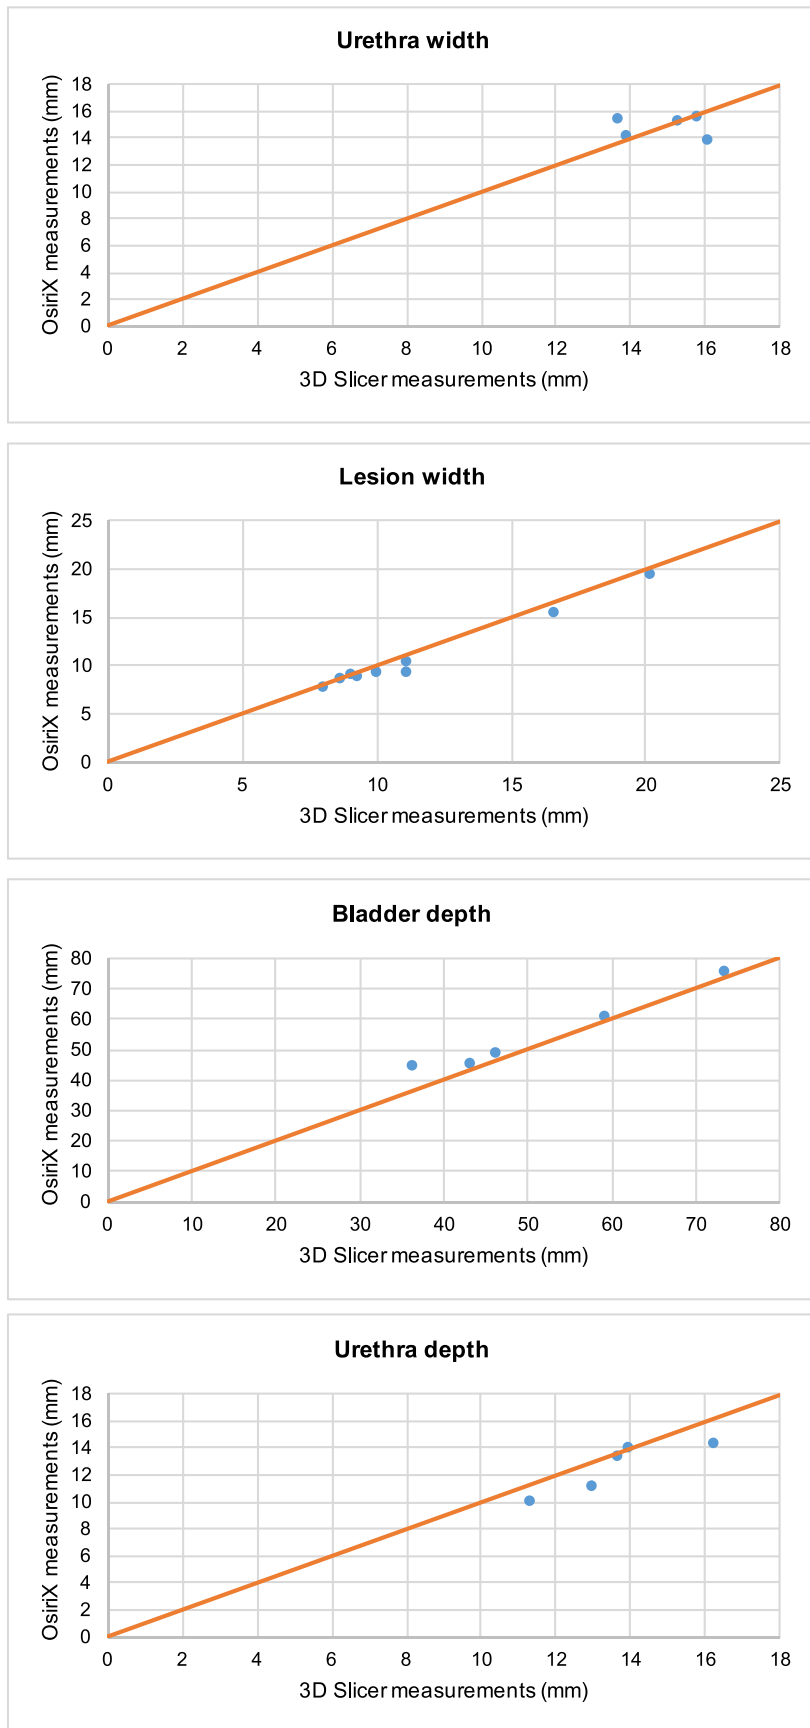 Urethra width
OsiriX measurements (mm)
18
16
14
12
10
8
6
4
2
0
0 2 4 6 8 10 12 14 16 18
3D Slicer measurements (mm)
Lesion width
OsiriX measurements (mm)
25
20
15
10
5
0
0 5 10 15 20 25
3D Slicer measurements (mm)
Bladder depth
OsiriX measurements (mm)
80
70
60
50
40
30
20
10
0
0 10 20 30 40 50 60 70 80
3D Slicer measurements (mm)
Urethra depth
OsiriX measurements (mm)
18
16
14
12
10
8
6
4
2
0
0 2 4 6 8 10 12 14 16 18
3D Slicer measurements (mm)